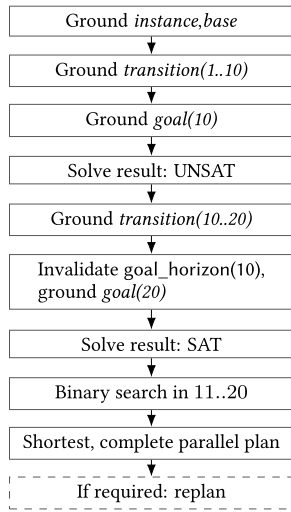 Ground instance,base
Ground transition(1..10)
Ground goal(10)
Solve result: UNSAT
Ground transition(10..20)
Invalidate goal_horizon(10),
ground goal(20)
Solve result: SAT
Binary search in 11..20
Shortest, complete parallel plan
If required: replan